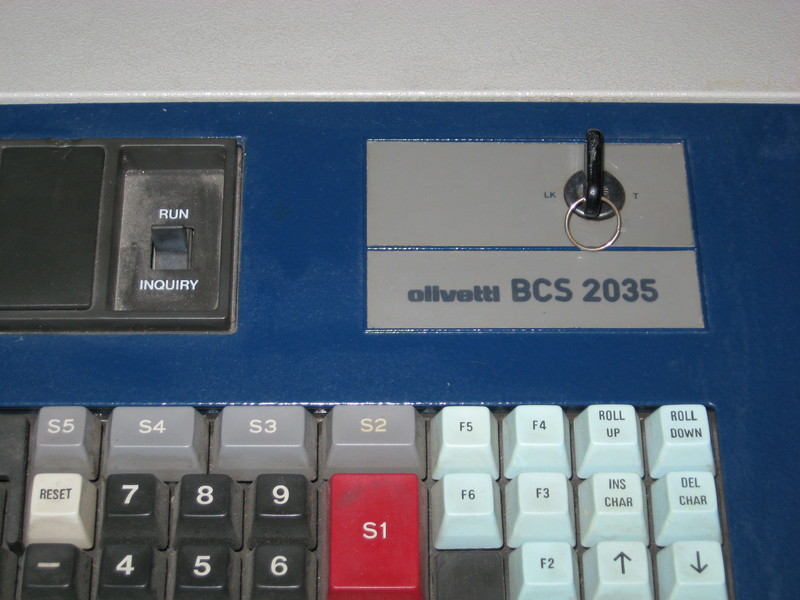 RUN
INQUIRY
LK T
olivetti BCS 2035
S5 S4 S3 S2 F5 F4 ROLL UP ROLL DOWN
RESET 7 8 9 S1 F6 F3 INS CHAR DEL CHAR
- 4 5 6 F2 ↑ ↓